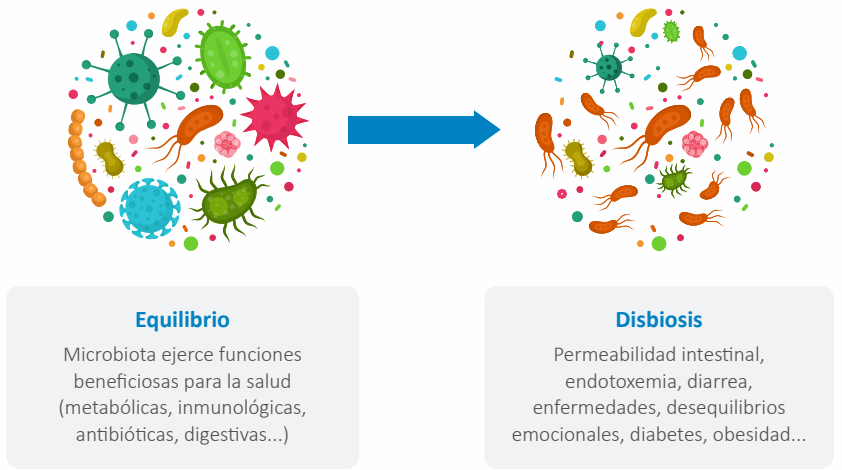 Equilibrio
Microbiota ejerce funciones
beneficiosas para la salud
(metabólicas, inmunológicas,
antibióticas, digestivas...)
Disbiosis
Permeabilidad intestinal,
endotoxemia, diarrea,
enfermedades, desequilibrios
emocionales, diabetes, obesidad...